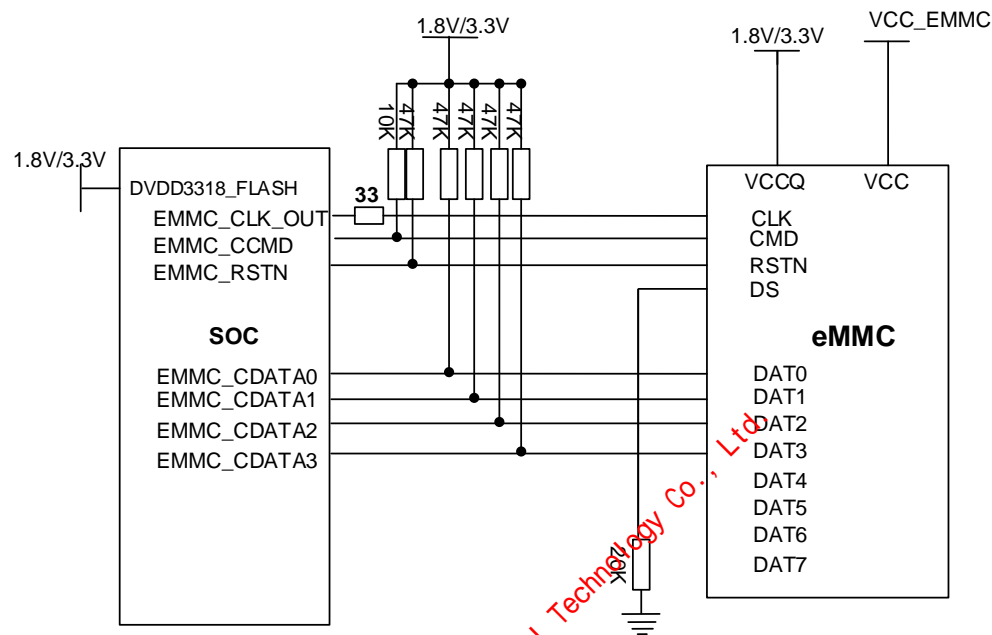 1.8V/3.3V
1.8V/3.3V
VCC_EMMC
10K
47K
47K
47K
47K
47K
1.8V/3.3V
DVDD3318_FLASH
EMMC_CLK_OUT
33
EMMC_CCMD
EMMC_RSTN
SOC
EMMC_CDATA0
EMMC_CDATA1
EMMC_CDATA2
EMMC_CDATA3
VCCQ
VCC
CLK
CMD
RSTN
DS
eMMC
DAT0
DAT1
DAT2
DAT3
DAT4
DAT5
DAT6
DAT7
20K
Technology Co., Ltd.